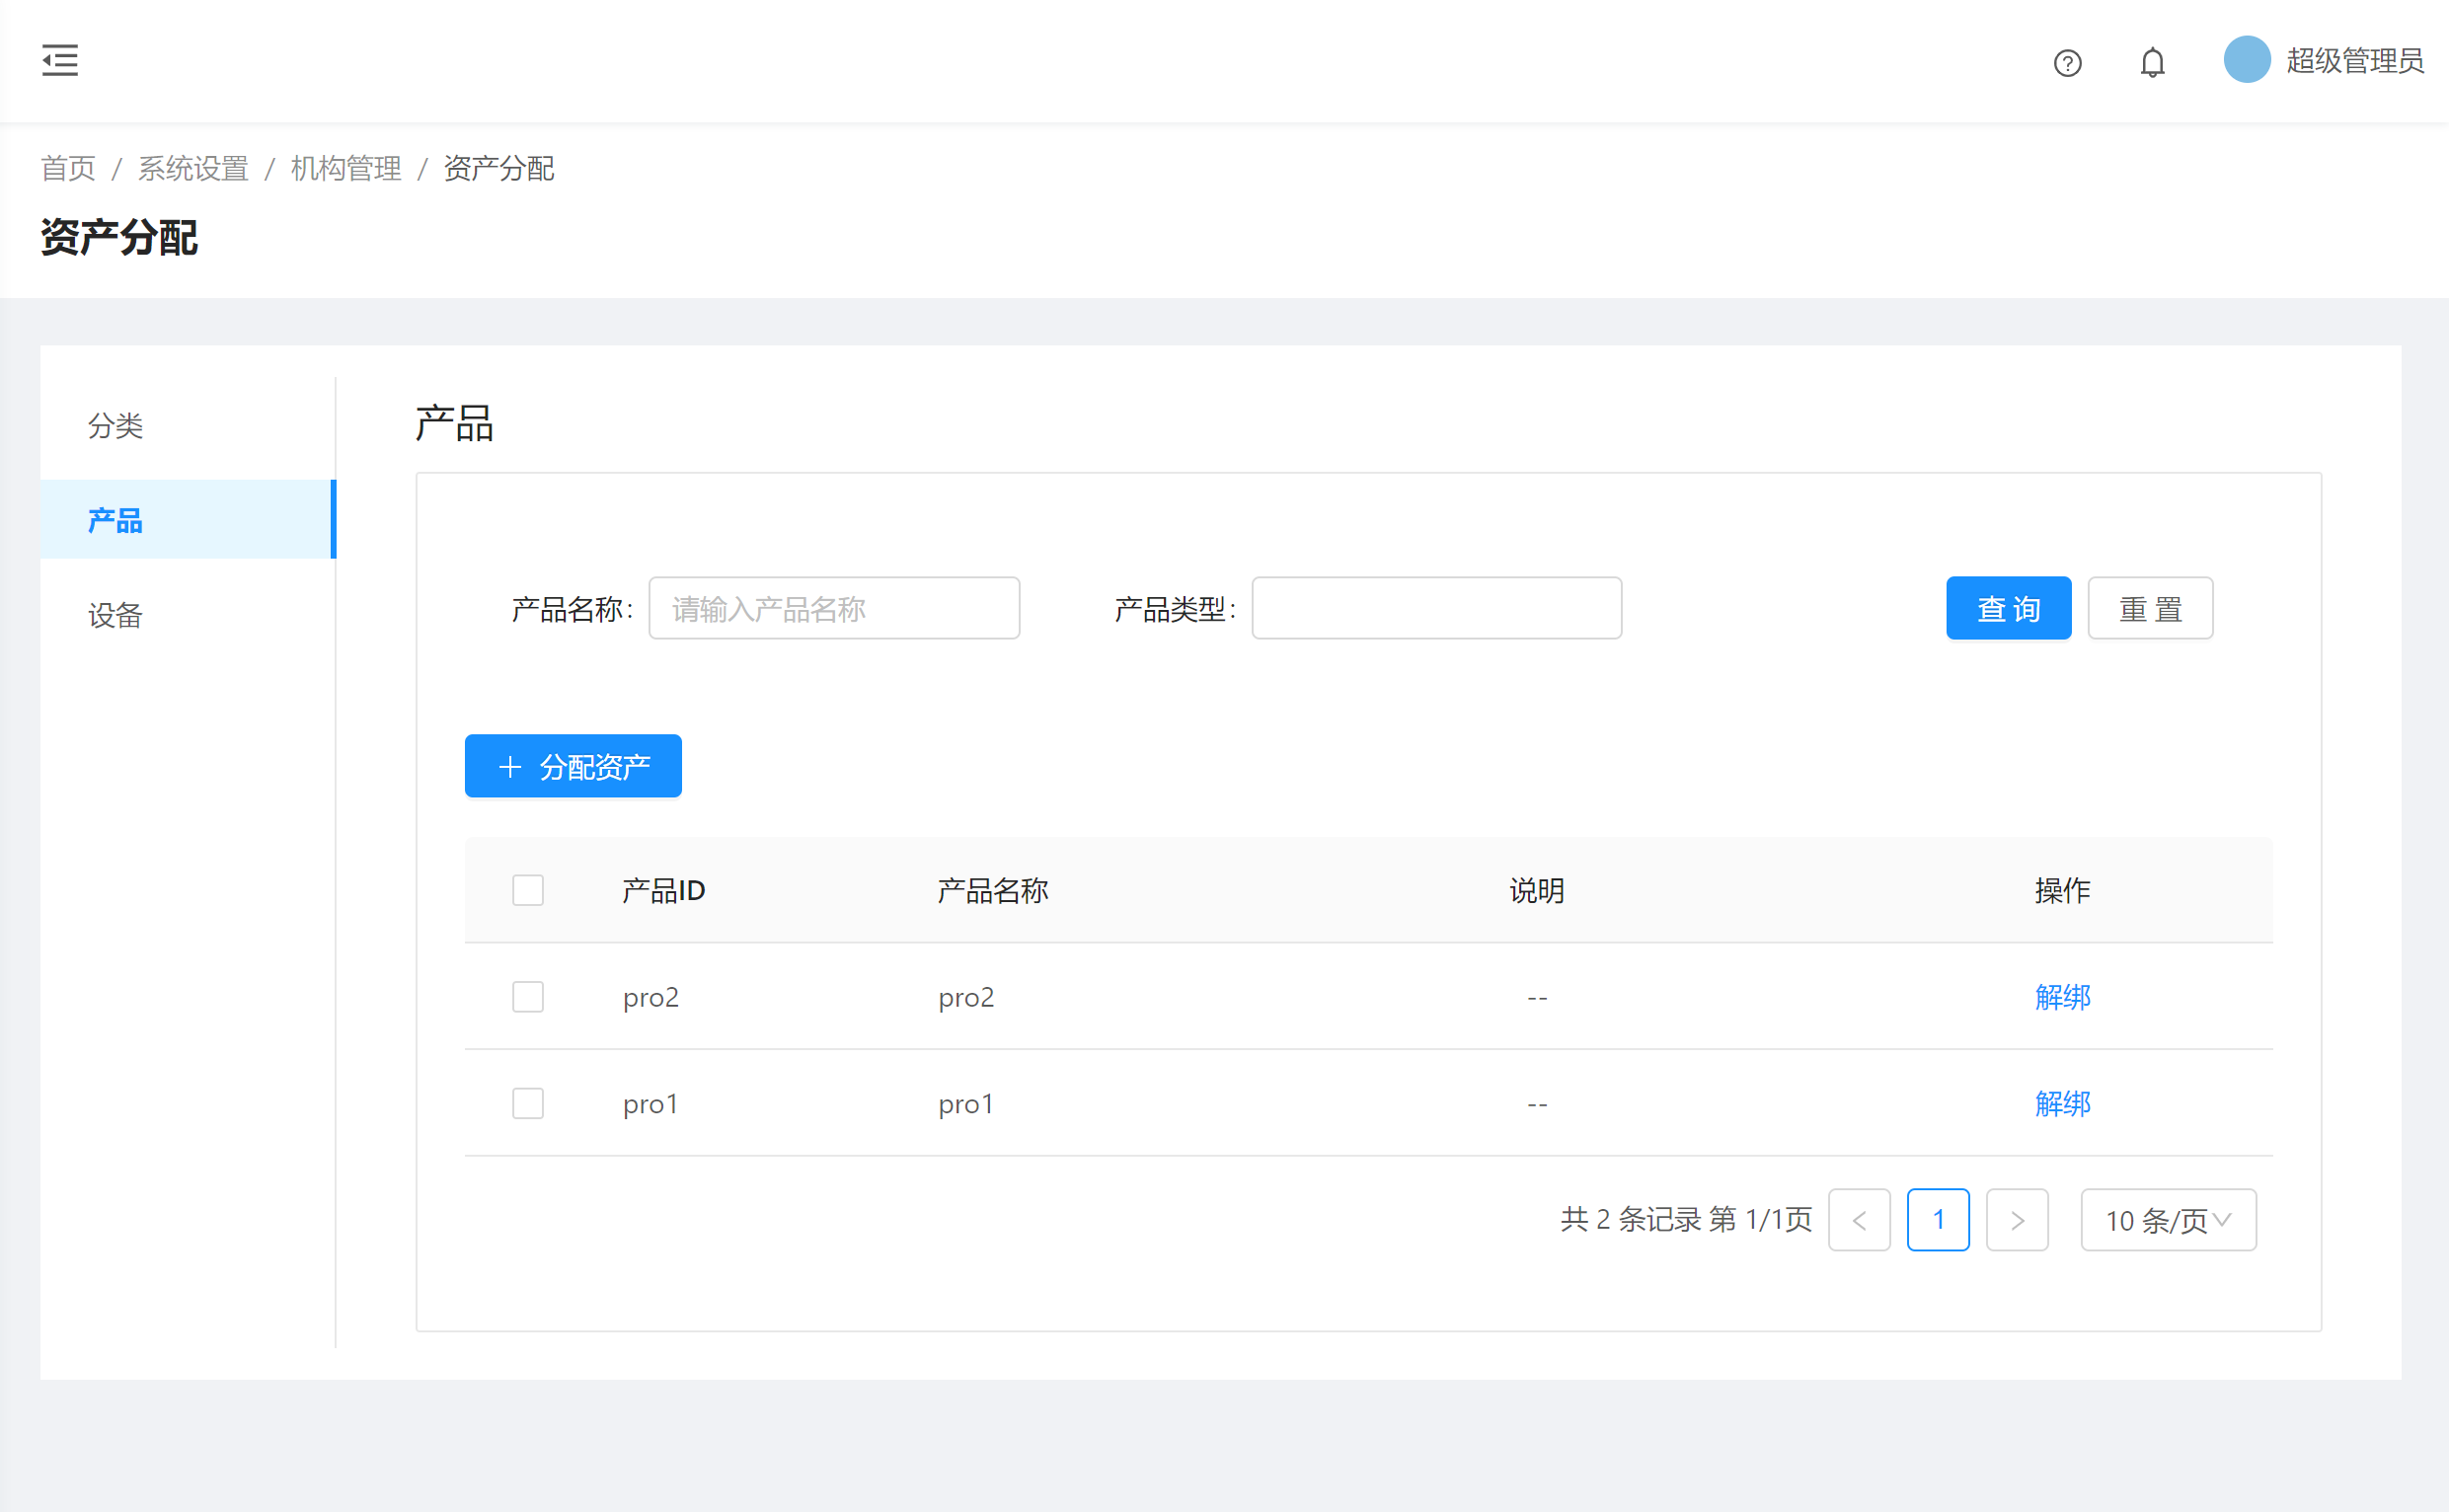 超级管理员
首页 / 系统设置 / 机构管理 / 资产分配
资产分配
分类
产品
设备
产品
产品名称: 请输入产品名称 产品类型: 查 询 重 置
分配资产
产品ID 产品名称 说明 操作
pro2 pro2 -- 解绑
pro1 pro1 -- 解绑
共 2 条记录 第 1/1页 < 1 > 10 条/页